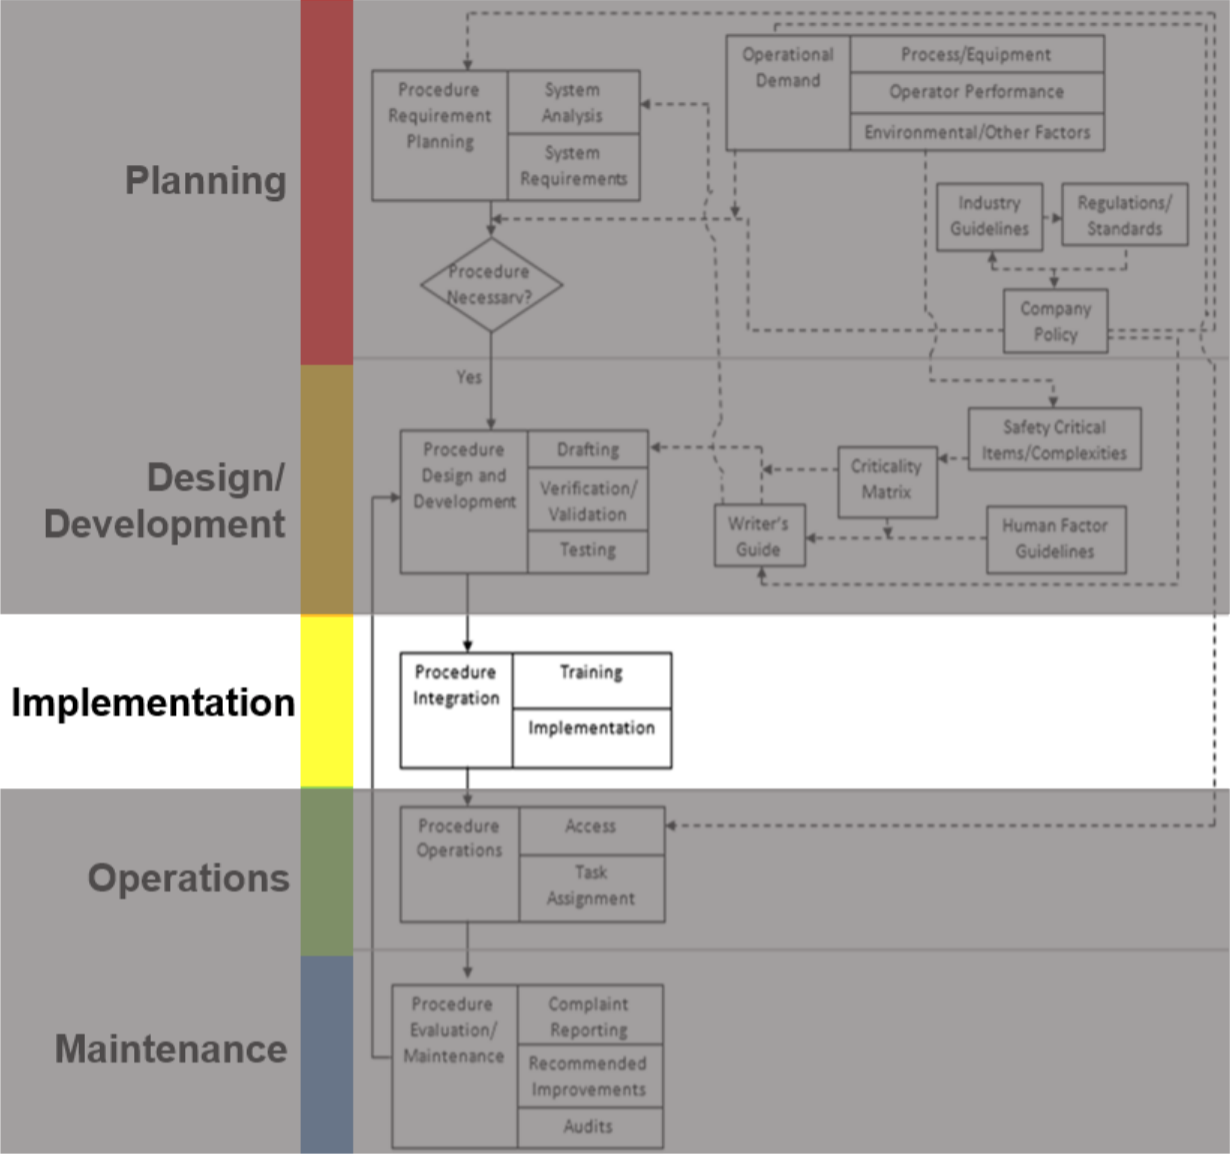 Planning
Procedure
Requirement
Planning
System
Analysis
System
Requirements
Operational
Demand
Process/Equipment
Operator Performance
Environmental/Other Factors
Industry
Guidelines
Regulations/
Standards
Company
Policy
Procedure
Necessarv?
Yes
Design/
Development
Procedure
Design and
Development
Drafting
Verification/
Validation
Testing
Writer's
Guide
Criticality
Matrix
Safety Critical
Items/Complexities
Human Factor
Guidelines
Implementation
Procedure
Integration
Training
Implementation
Operations
Procedure
Operations
Access
Task
Assignment
Maintenance
Procedure
Evaluation/
Maintenance
Complaint
Reporting
Recommended
Improvements
Audits